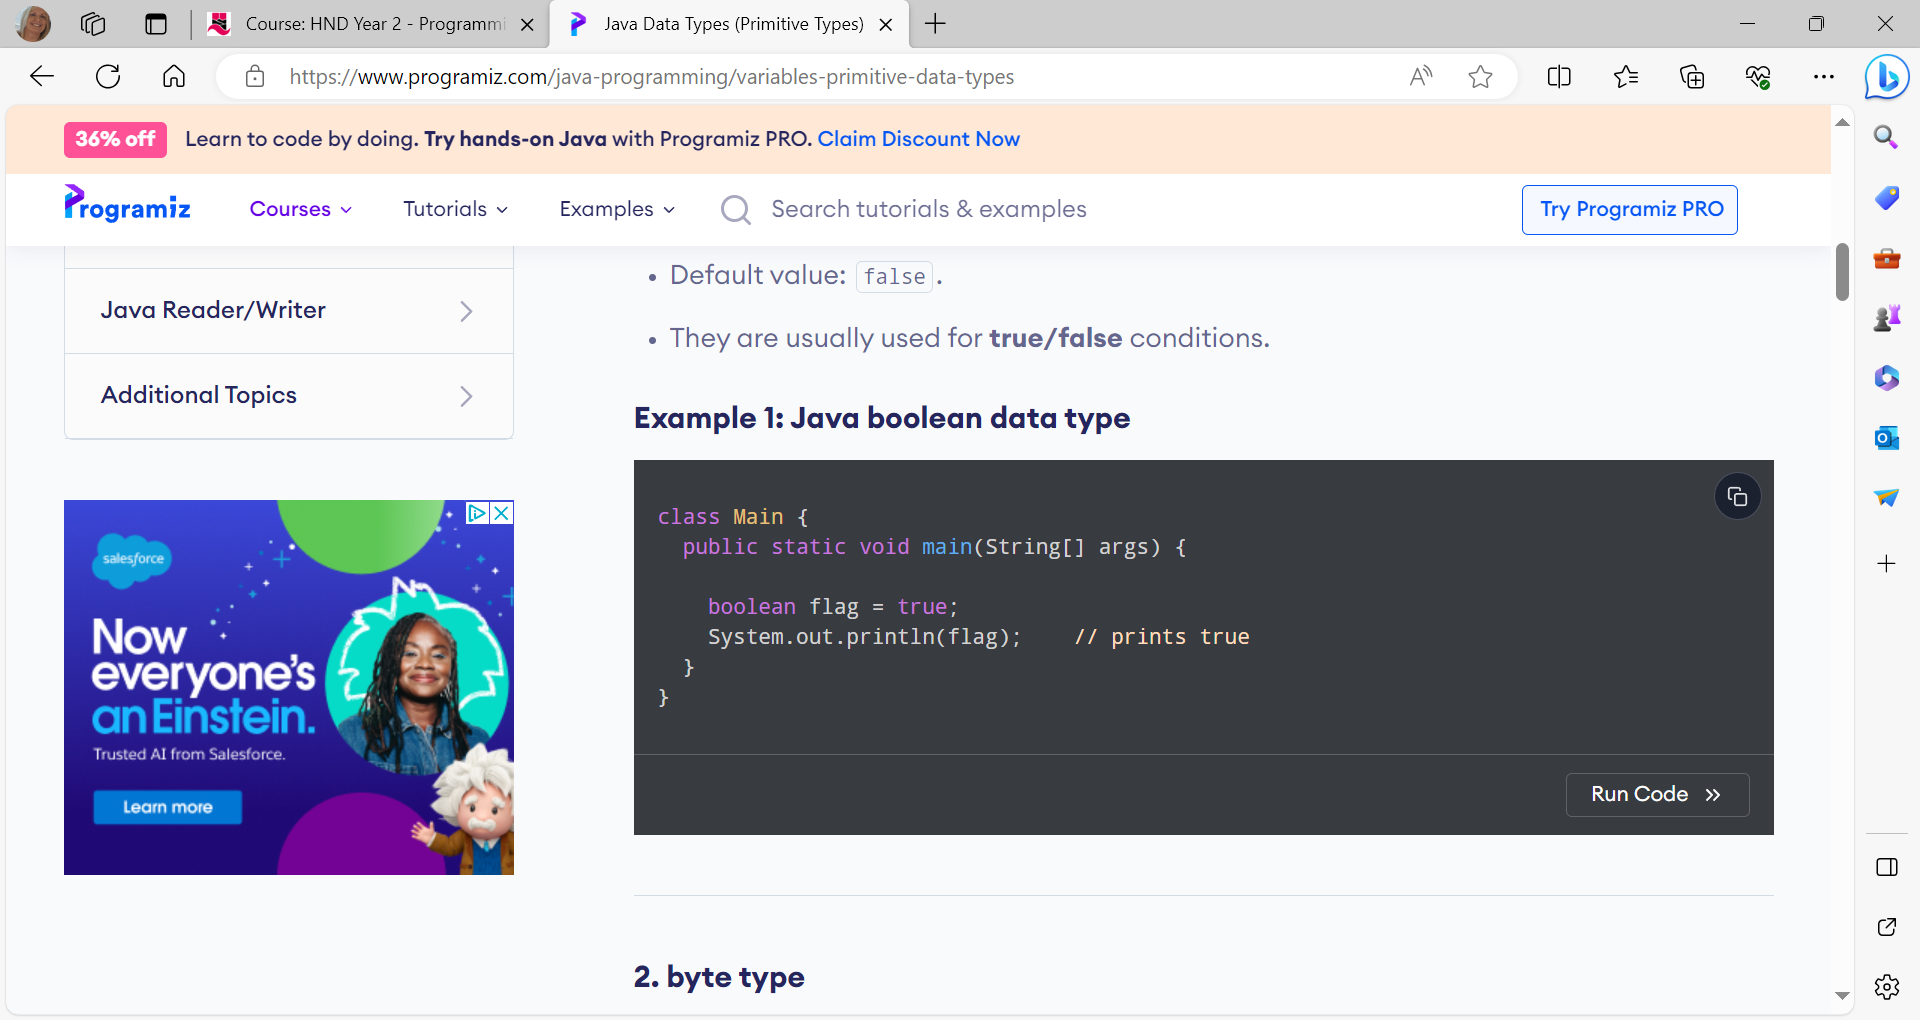 Course: HND Year 2 - Programmi
Java Data Types (Primitive Types)
https://www.programiz.com/java-programming/variables-primitive-data-types
36% off Learn to code by doing. Try hands-on Java with Programiz PRO. Claim Discount Now
Programiz
Courses
Tutorials
Examples
Search tutorials & examples
Try Programiz PRO
Java Reader/Writer
Additional Topics
salesforce
Now
everyone's
an Einstein.
Trusted AI from Salesforce.
Learn more
• Default value: false.
• They are usually used for true/false conditions.
Example 1: Java boolean data type
class Main {
  public static void main(String[] args) {
    boolean flag = true;
    System.out.println(flag);    // prints true
  }
}
Run Code »
2. byte type